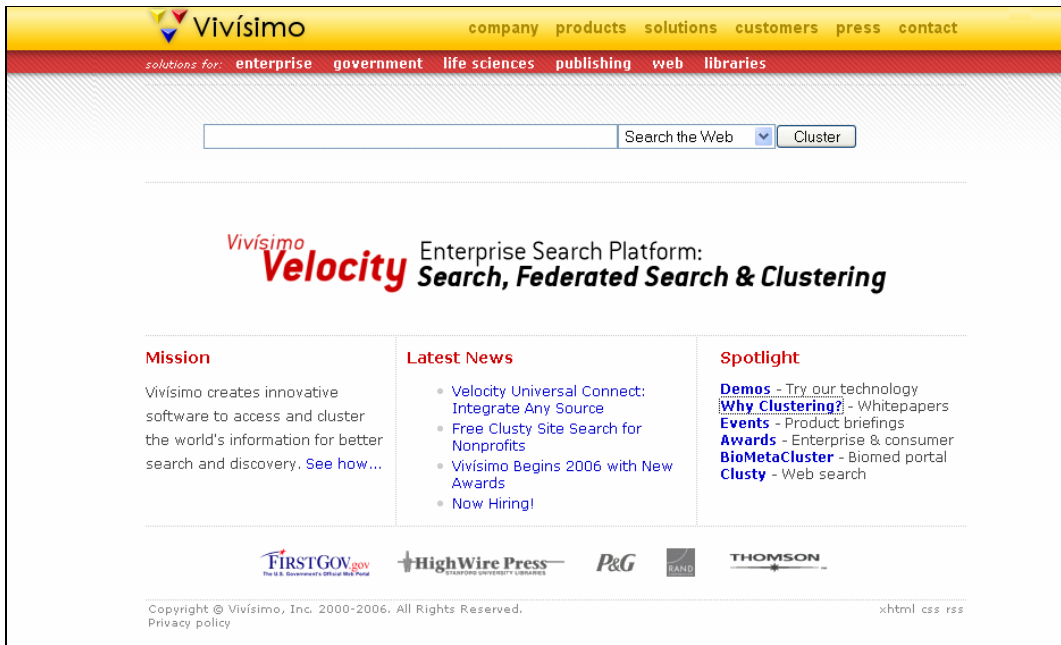 Vivísimo
company products solutions customers press contact
solutions for: enterprise government life sciences publishing web libraries
Search the Web Cluster
Vivísimo
Velocity
Enterprise Search Platform:
Search, Federated Search & Clustering
Mission
Vivísimo creates innovative
software to access and cluster
the world's information for better
search and discovery. See how...
Latest News
Velocity Universal Connect:
Integrate Any Source
Free Clusty Site Search for
Nonprofits
Vivísimo Begins 2006 with New
Awards
Now Hiring!
Spotlight
Demos - Try our technology
Why Clustering? - Whitepapers
Events - Product briefings
Awards - Enterprise & consumer
BioMetaCluster - Biomed portal
Clusty - Web search
FIRSTGOV.gov
The U.S. Government's Official Web Portal
HighWire Press
STANFORD UNIVERSITY LIBRARIES
P&G
RAND
THOMSON
Copyright © Vivísimo, Inc. 2000-2006. All Rights Reserved.
Privacy policy
xhtml css rss